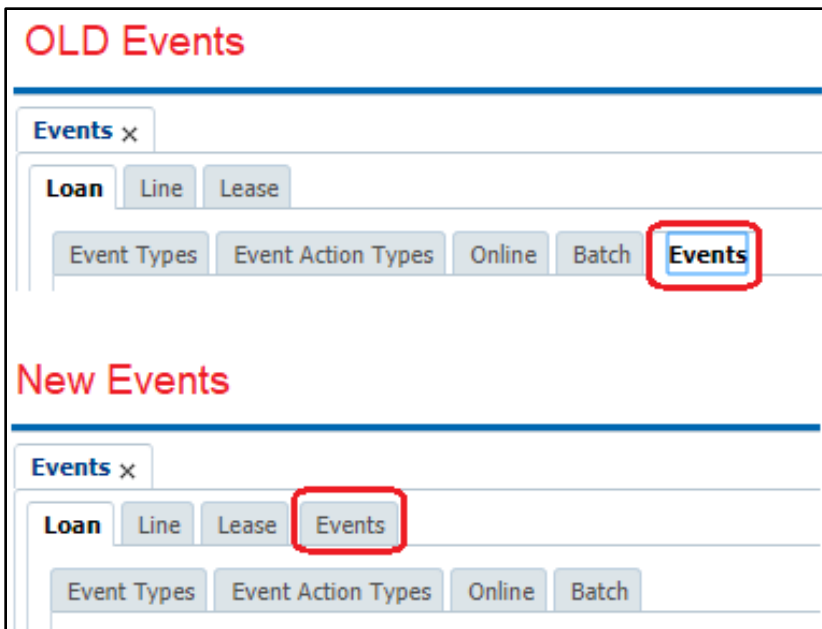 OLD Events
Events ×
Loan Line Lease
Event Types Event Action Types Online Batch Events
New Events
Events ×
Loan Line Lease Events
Event Types Event Action Types Online Batch